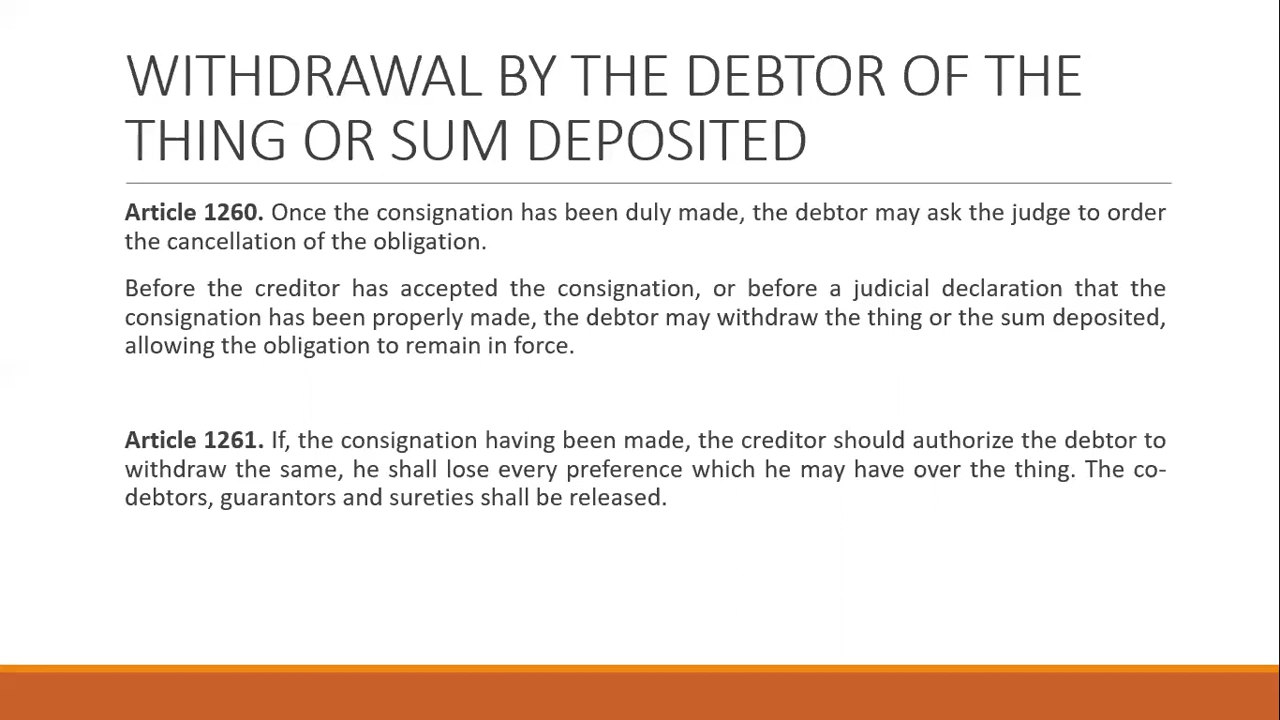 WITHDRAWAL BY THE DEBTOR OF THE
THING OR SUM DEPOSITED
Article 1260. Once the consignation has been duly made, the debtor may ask the judge to order
the cancellation of the obligation.
Before the creditor has accepted the consignation, or before a judicial declaration that the
consignation has been properly made, the debtor may withdraw the thing or the sum deposited,
allowing the obligation to remain in force.
Article 1261. If, the consignation having been made, the creditor should authorize the debtor to
withdraw the same, he shall lose every preference which he may have over the thing. The co-
debtors, guarantors and sureties shall be released.